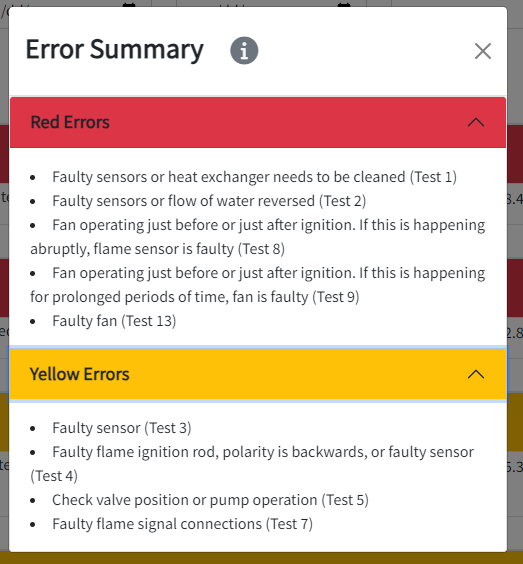 Error Summary
Red Errors
• Faulty sensors or heat exchanger needs to be cleaned (Test 1)
• Faulty sensors or flow of water reversed (Test 2)
• Fan operating just before or just after ignition. If this is happening
abruptly, flame sensor is faulty (Test 8)
• Fan operating just before or just after ignition. If this is happening
for prolonged periods of time, fan is faulty (Test 9)
• Faulty fan (Test 13)
Yellow Errors
• Faulty sensor (Test 3)
• Faulty flame ignition rod, polarity is backwards, or faulty sensor
(Test 4)
• Check valve position or pump operation (Test 5)
• Faulty flame signal connections (Test 7)